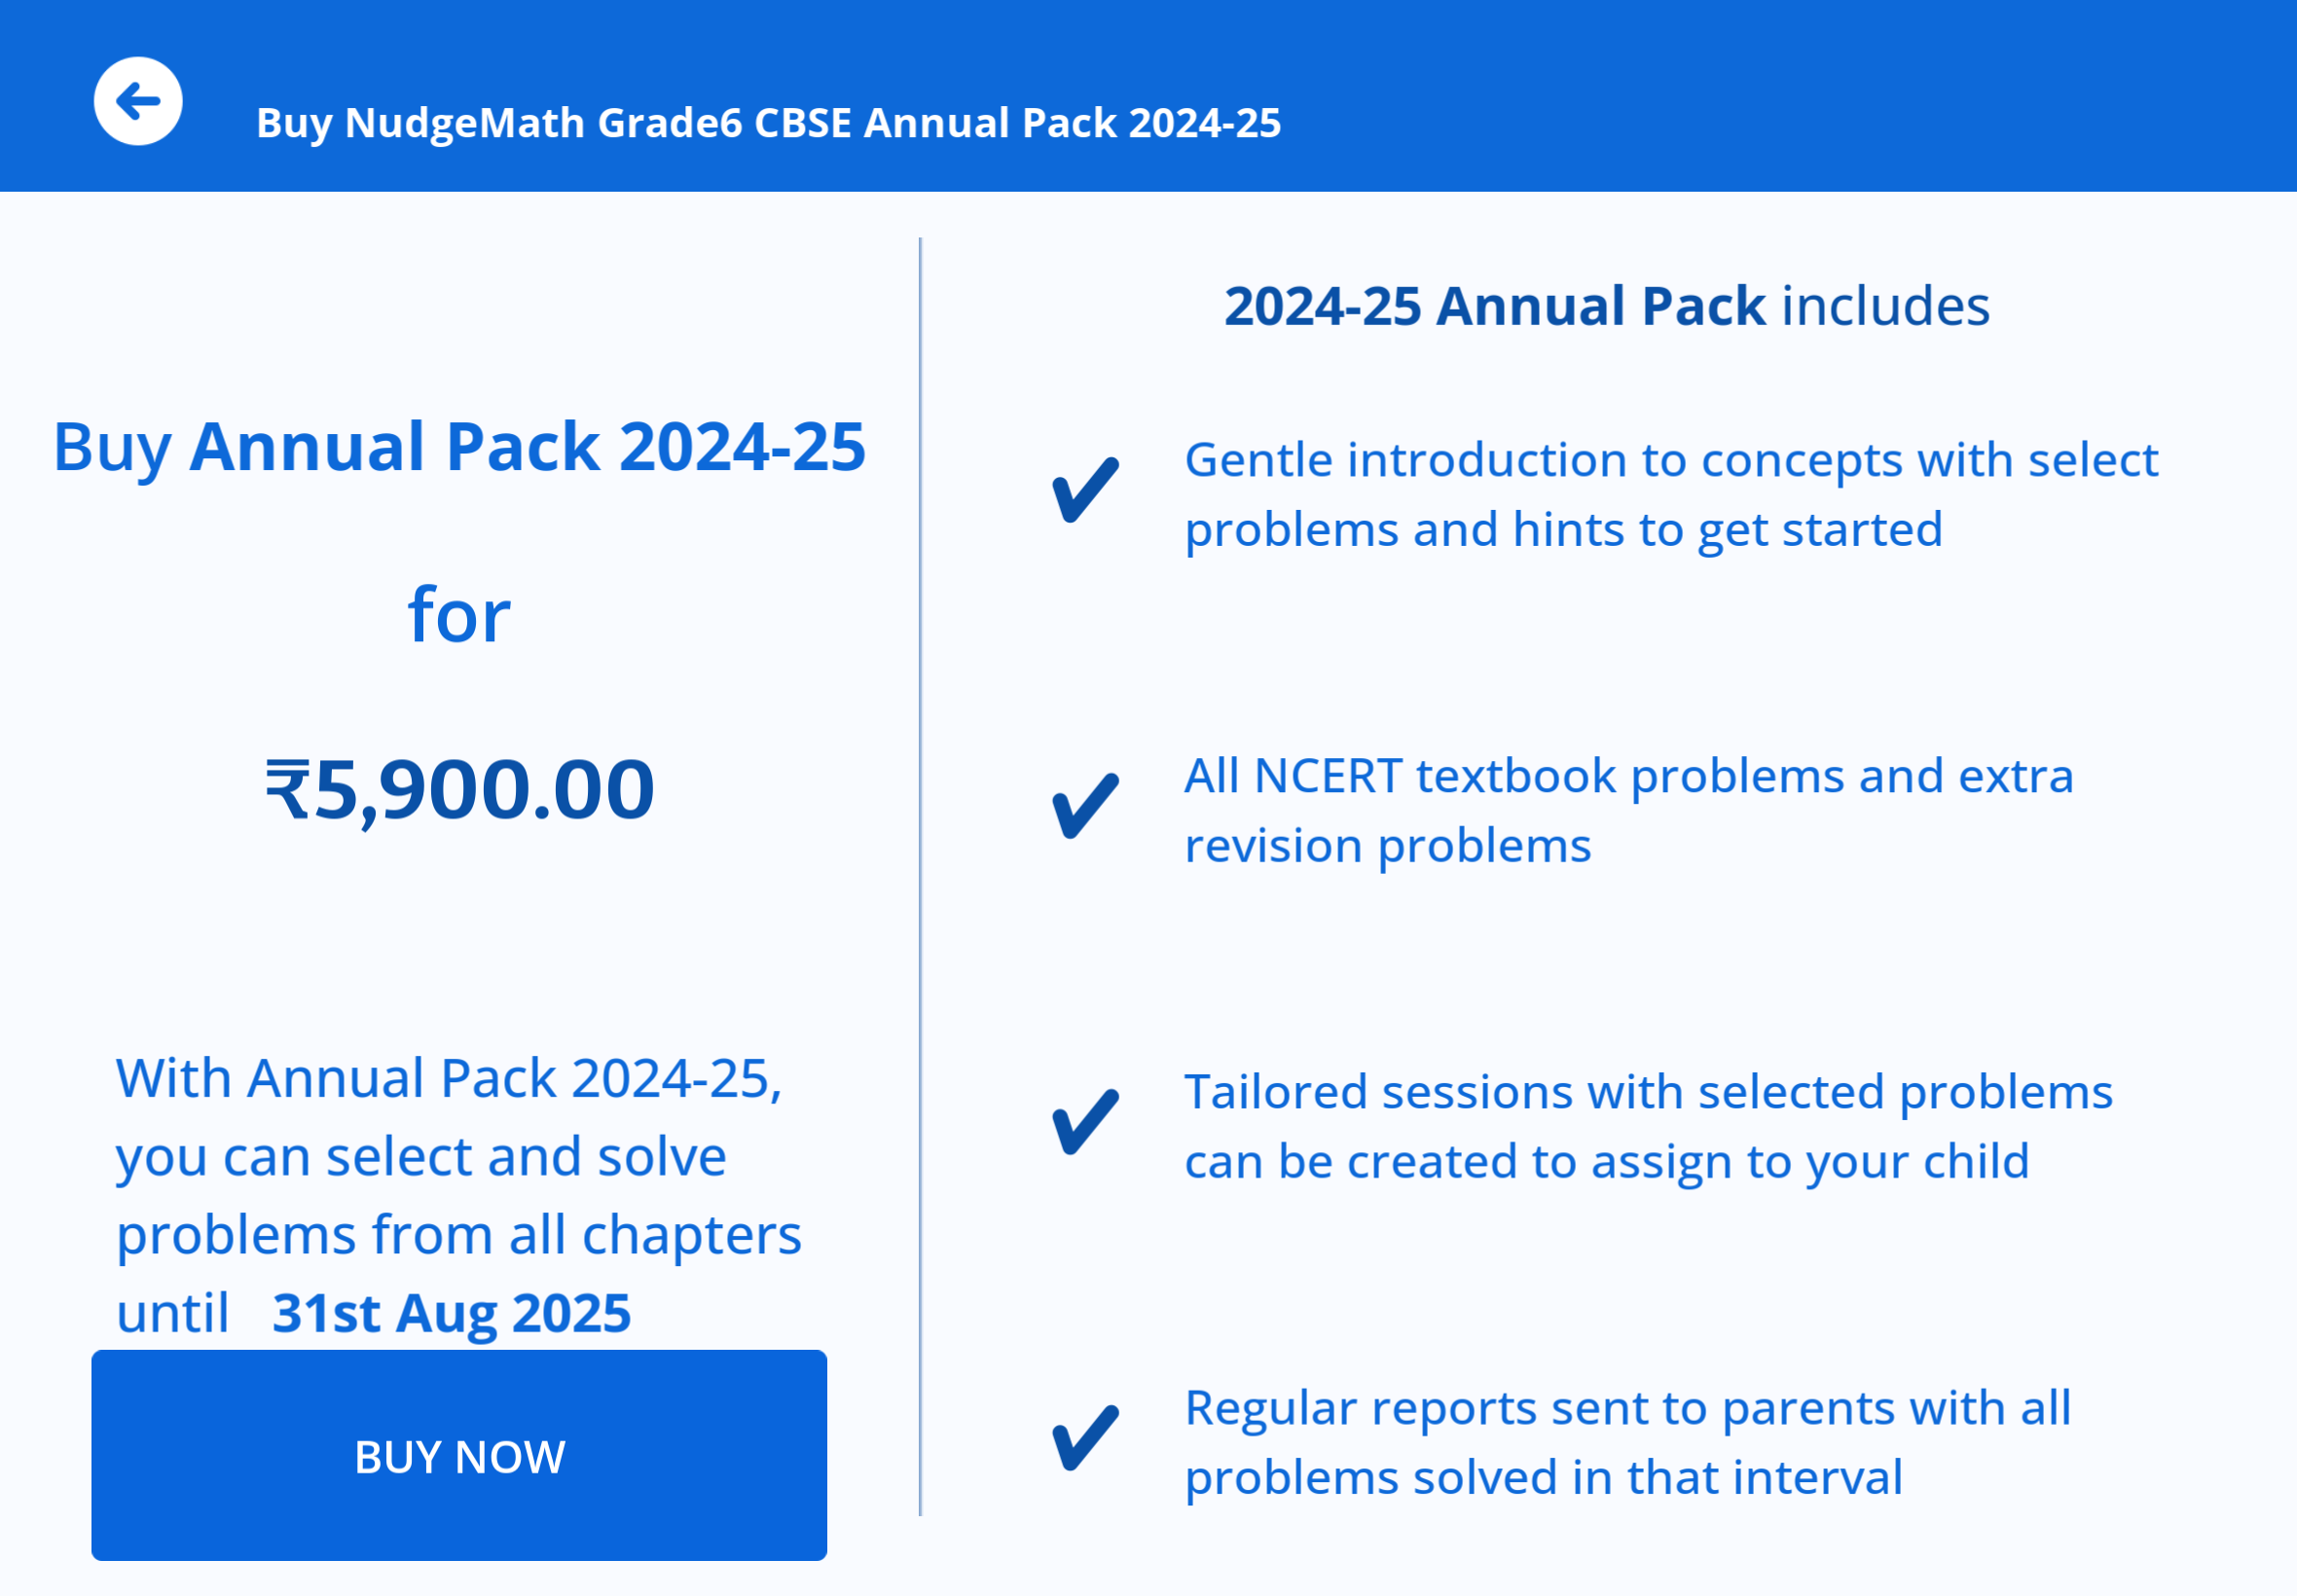 Buy NudgeMath Grade6 CBSE Annual Pack 2024-25
Buy Annual Pack 2024-25
for
₹5,900.00
With Annual Pack 2024-25,
you can select and solve
problems from all chapters
until 31st Aug 2025
BUY NOW
2024-25 Annual Pack includes
Gentle introduction to concepts with select
problems and hints to get started
All NCERT textbook problems and extra
revision problems
Tailored sessions with selected problems
can be created to assign to your child
Regular reports sent to parents with all
problems solved in that interval